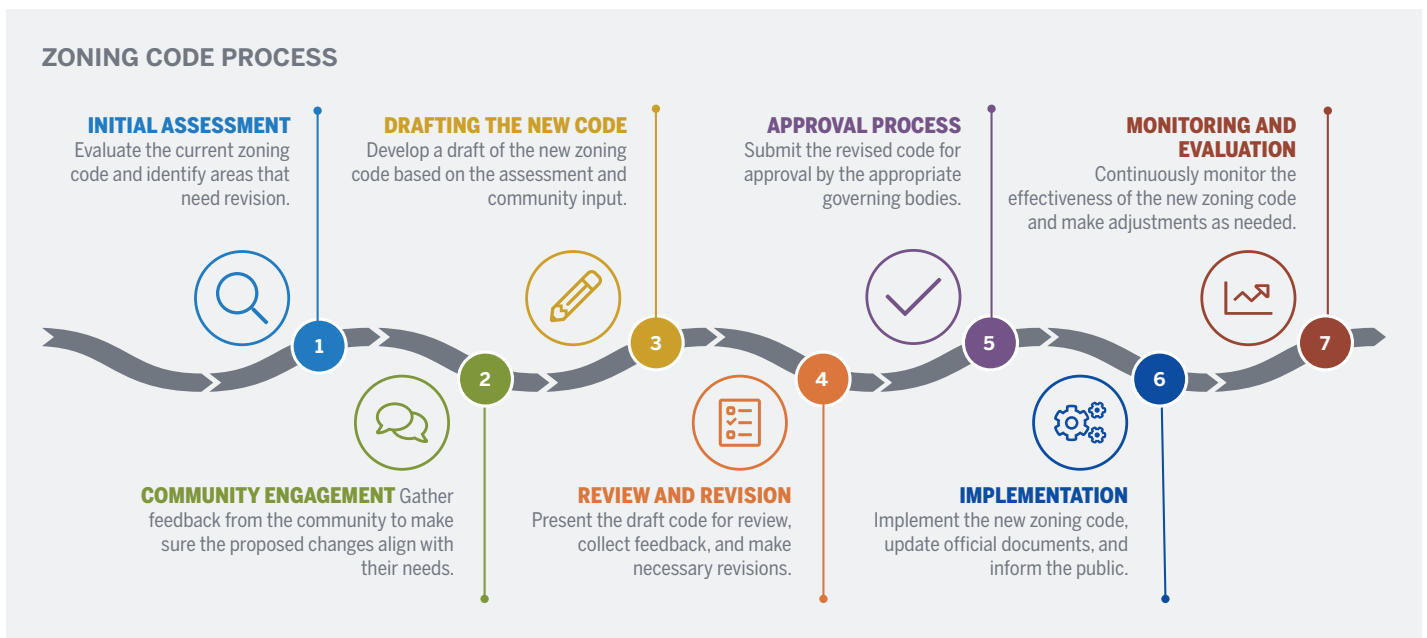 ZONING CODE PROCESS
INITIAL ASSESSMENT
Evaluate the current zoning
code and identify areas that
need revision.
1
COMMUNITY ENGAGEMENT Gather
feedback from the community to make
sure the proposed changes align with
their needs.
2
DRAFTING THE NEW CODE
Develop a draft of the new zoning
code based on the assessment and
community input.
3
REVIEW AND REVISION
Present the draft code for review,
collect feedback, and make
necessary revisions.
4
APPROVAL PROCESS
Submit the revised code for
approval by the appropriate
governing bodies.
5
IMPLEMENTATION
Implement the new zoning code,
update official documents, and
inform the public.
6
MONITORING AND
EVALUATION
Continuously monitor the
effectiveness of the new zoning code
and make adjustments as needed.
7